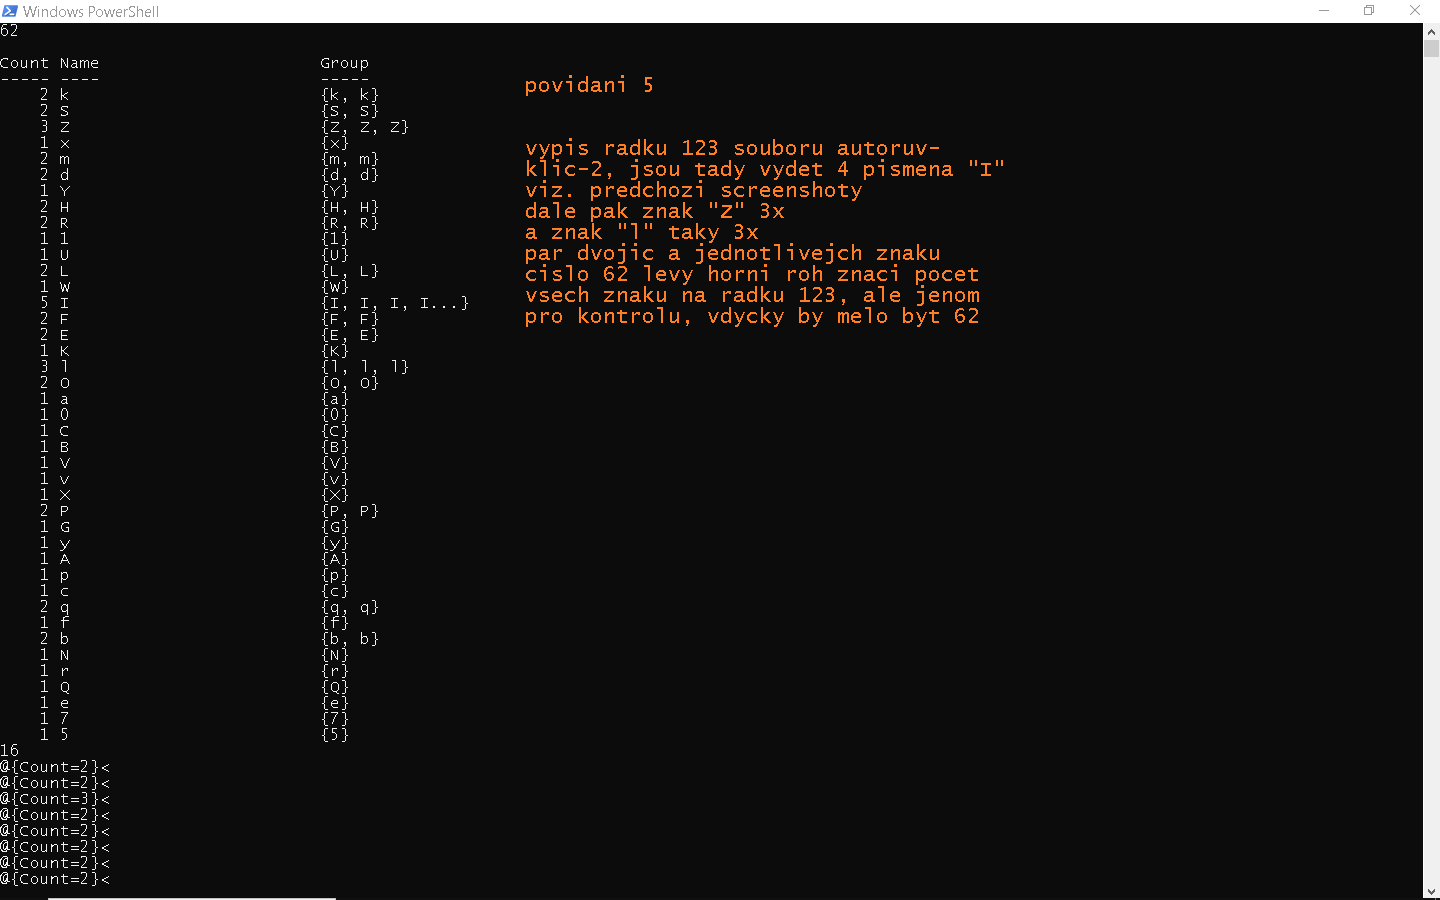 Windows PowerShell
62
Count Name Group
----- ---- -----
2 k {k, k}
2 S {S, S}
3 Z {Z, Z, Z}
1 x {x}
2 m {m, m}
2 d {d, d}
1 Y {Y}
2 H {H, H}
2 R {R, R}
1 1 {1}
1 U {U}
2 L {L, L}
1 W {W}
5 I {I, I, I, I...}
2 F {F, F}
2 E {E, E}
1 K {K}
3 l {l, l, l}
2 O {O, O}
1 a {a}
1 0 {0}
1 C {C}
1 B {B}
1 V {V}
1 v {v}
1 X {X}
2 P {P, P}
1 G {G}
1 y {y}
1 A {A}
1 p {p}
1 c {c}
2 q {q, q}
1 f {f}
2 b {b, b}
1 N {N}
1 r {r}
1 Q {Q}
1 e {e}
1 7 {7}
1 5 {5}
16
@{Count=2}<
@{Count=2}<
@{Count=3}<
@{Count=2}<
@{Count=2}<
@{Count=2}<
@{Count=2}<
@{Count=2}<
povidani 5
vypis radku 123 souboru autoruv-
klic-2, jsou tady vydet 4 pismena "I"
viz. predchozi screenshoty
dale pak znak "Z" 3x
a znak "l" taky 3x
par dvojic a jednotlivejch znaku
cislo 62 levy horni roh znaci pocet
vsech znaku na radku 123, ale jenom
pro kontrolu, vdycky by melo byt 62